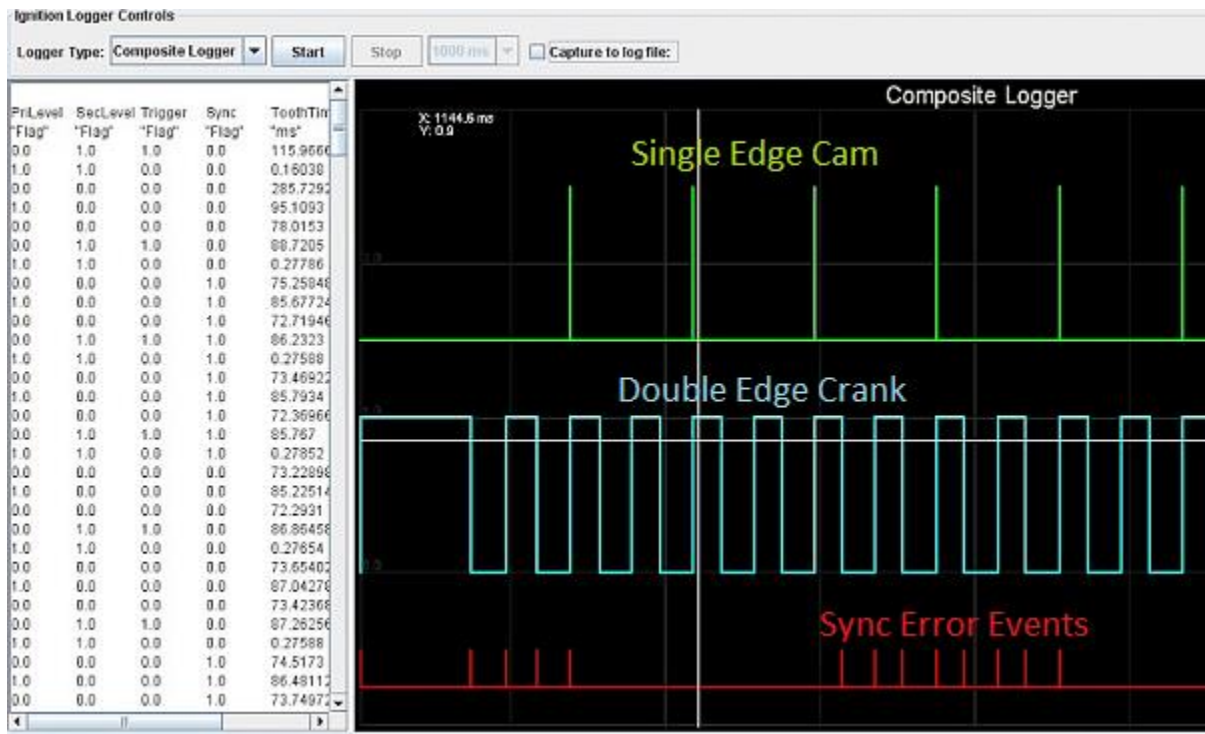 Ignition Logger Controls
Logger Type: Composite Logger Start Stop 1000 ms Capture to log file:
PriLevel SecLevel Trigger Sync ToothTim
"Flag" "Flag" "Flag" "Flag" "ms"
0.0 1.0 1.0 0.0 115.9666
1.0 1.0 0.0 0.0 0.16038
0.0 0.0 0.0 0.0 285.7292
1.0 0.0 0.0 0.0 95.1093
0.0 0.0 0.0 0.0 78.0153
0.0 1.0 1.0 0.0 88.7205
1.0 1.0 0.0 0.0 0.27786
0.0 0.0 0.0 1.0 75.25848
1.0 0.0 0.0 1.0 85.67724
0.0 0.0 0.0 1.0 72.71946
0.0 1.0 1.0 1.0 86.2323
1.0 1.0 0.0 1.0 0.27588
0.0 0.0 0.0 1.0 73.46922
1.0 0.0 0.0 1.0 85.7934
0.0 0.0 0.0 1.0 72.36966
0.0 1.0 1.0 1.0 85.767
1.0 1.0 0.0 1.0 0.27852
0.0 0.0 0.0 0.0 73.22898
1.0 0.0 0.0 0.0 85.22514
0.0 0.0 0.0 0.0 72.2931
0.0 1.0 1.0 0.0 86.86458
1.0 1.0 0.0 0.0 0.27654
0.0 0.0 0.0 0.0 73.65402
1.0 0.0 0.0 0.0 87.04278
0.0 0.0 0.0 0.0 73.42368
0.0 1.0 1.0 0.0 87.26256
1.0 1.0 0.0 0.0 0.27588
0.0 0.0 0.0 1.0 74.5173
1.0 0.0 0.0 1.0 86.48112
0.0 0.0 0.0 1.0 73.74972
Composite Logger
X: 1144.6 ms
Y: 0.9
Single Edge Cam
Double Edge Crank
Sync Error Events